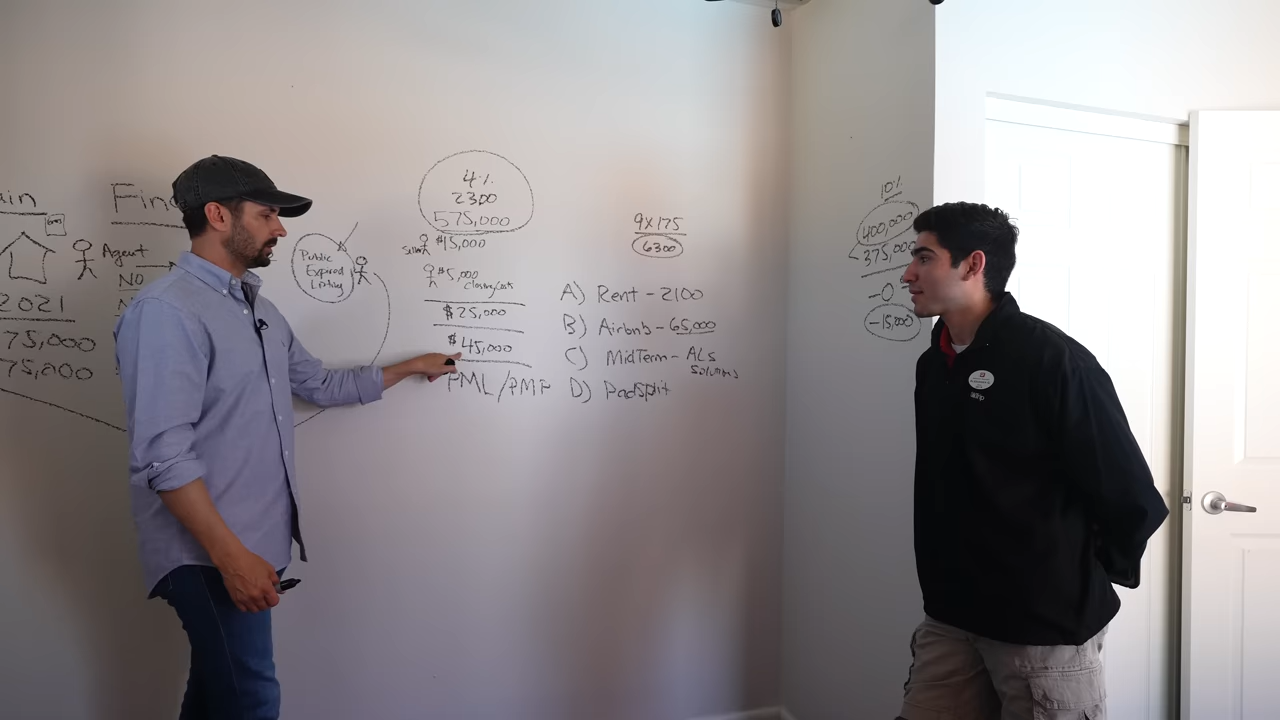 ain
2021
75,000
75,000
Agent
NO
Fin
Public
Expired
Listing
4%
2300
575,000
Seller $15,000
$5,000
closing costs
$25,000
$45,000
PML/PMP
9x175
6300
A) Rent - 2100
B) Airbnb - 65,000
C) MidTerm - ALs
Solutions
D) PadSplit
10%
400,000
375,000
-0-
-15,000